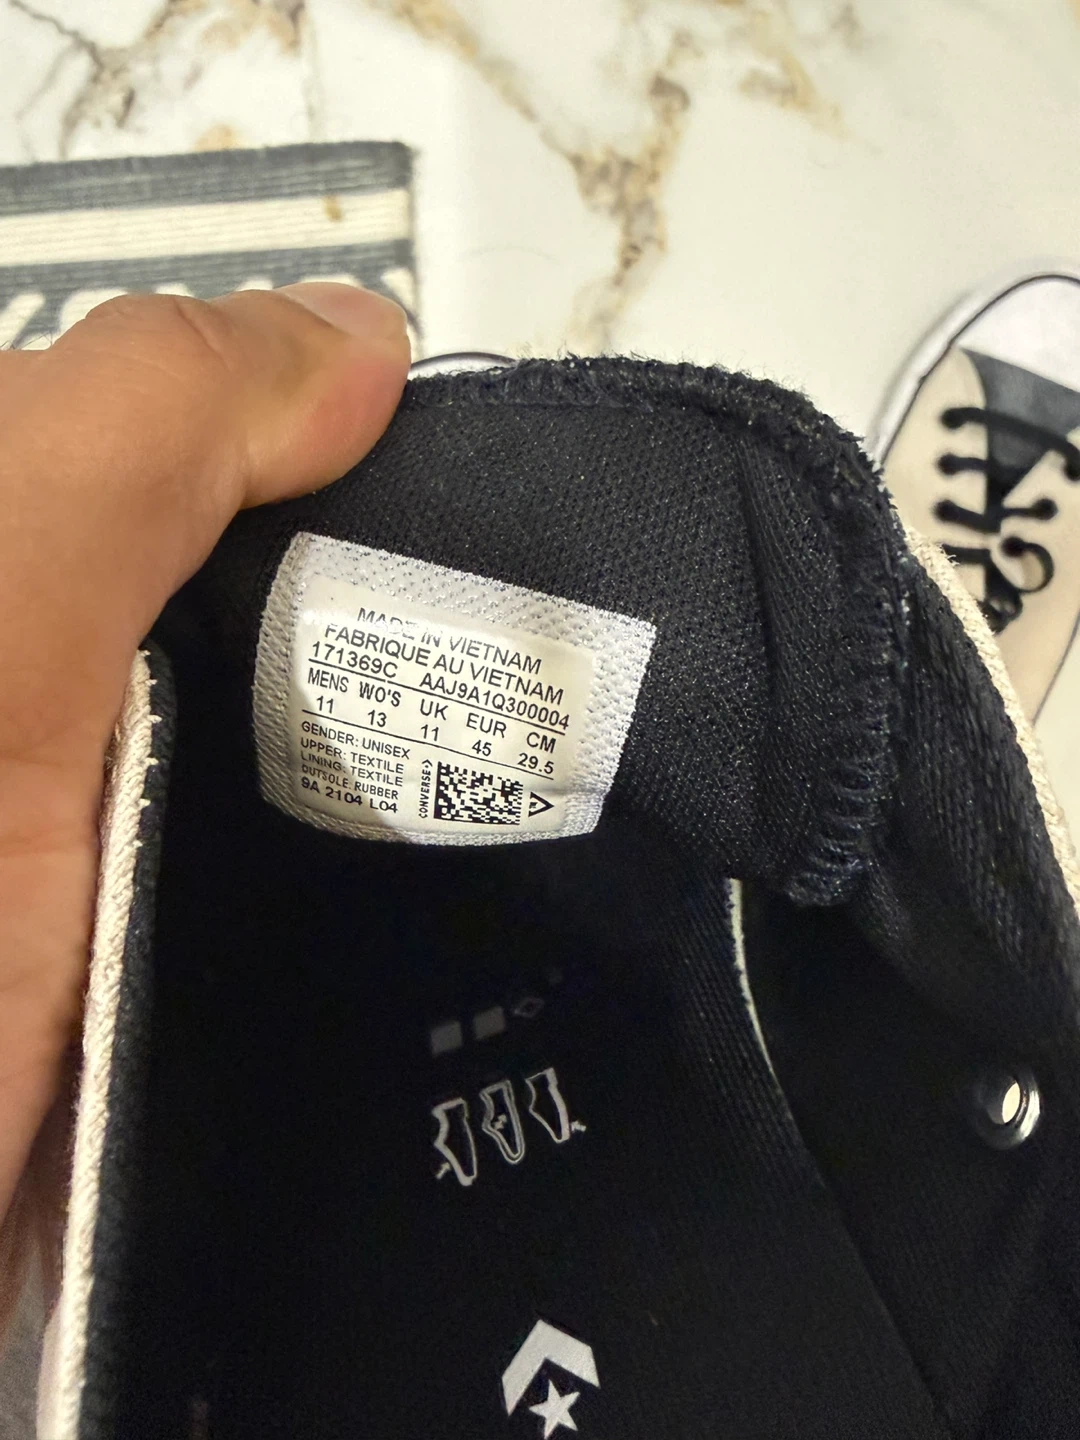 MADE IN VIETNAM
FABRIQUE AU VIETNAM
171369C AAJ9A1Q300004
MENS WO'S UK EUR CM
11 13 11 45 29.5
GENDER: UNISEX
UPPER: TEXTILE
LINING: TEXTILE
OUTSOLE: RUBBER
9A 2104 L04
CONVERSE